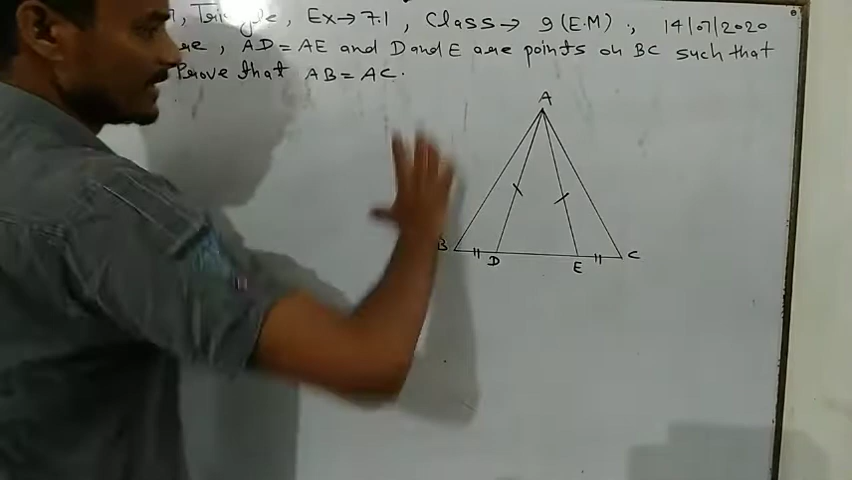 Triangle, Ex→7.1, Class→ 9 (E.M), 14/07/2020
AD=AE and D and E are points on BC such that
Prove that AB=AC.
A
B
D
E
C